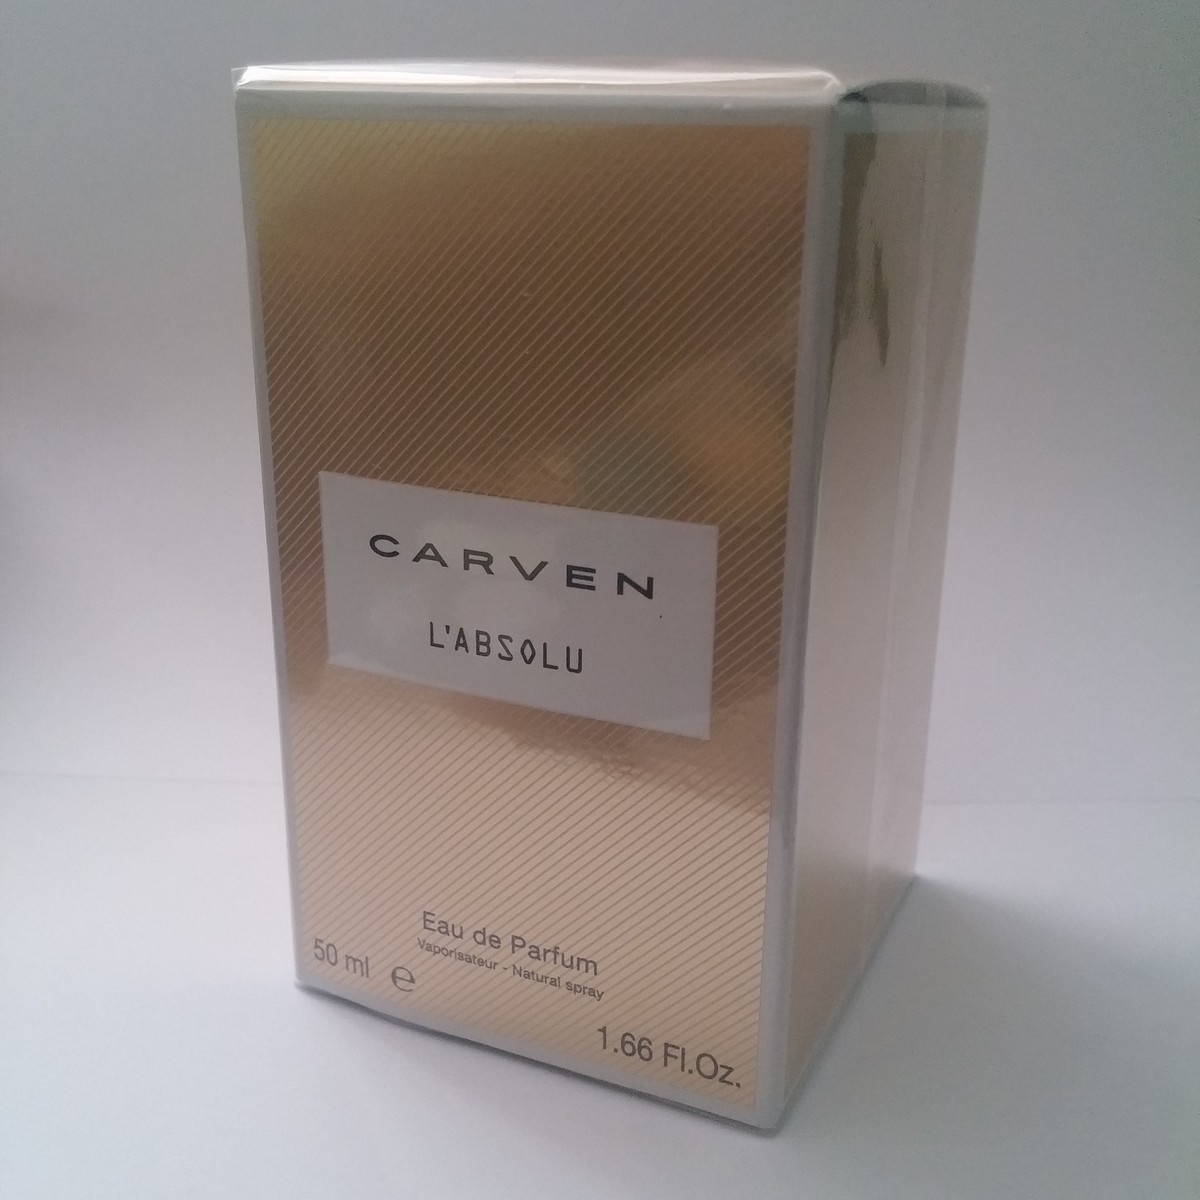 CARVEN
L'ABSOLU
Eau de Parfum
Vaporisateur - Natural spray
50 ml e
1.66 Fl.Oz.